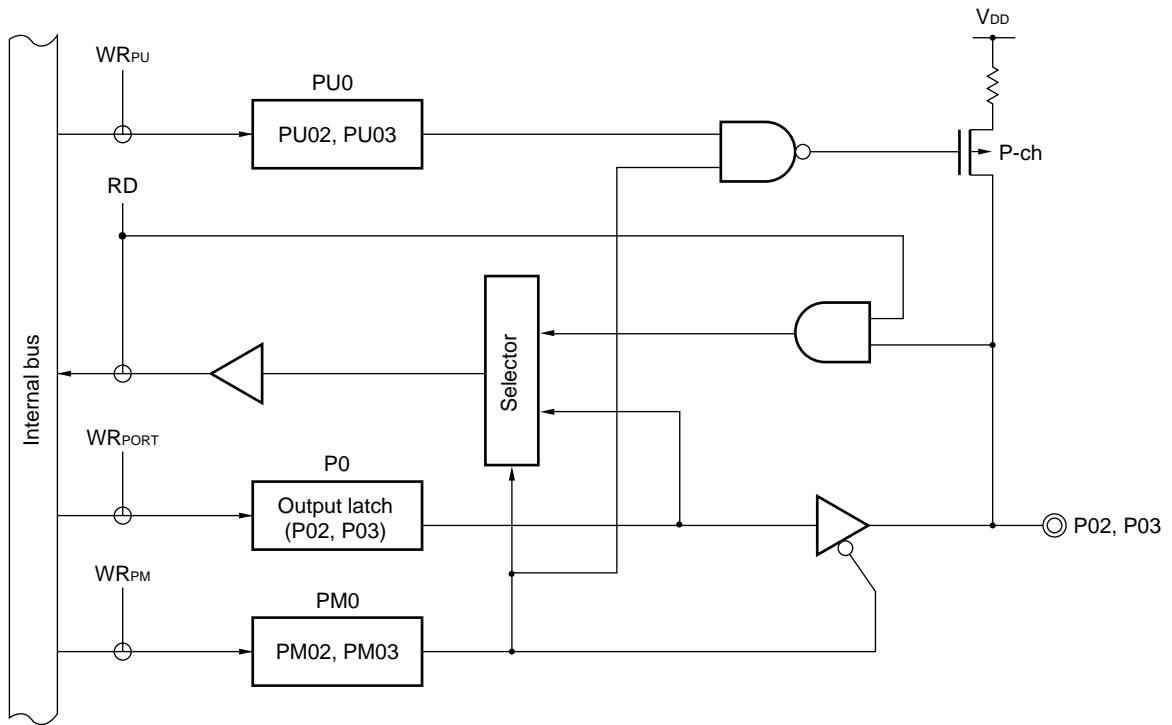 VDD
WRPU
PU0
PU02, PU03
P-ch
RD
Internal bus
Selector
WRPORT
P0
Output latch
(P02, P03)
P02, P03
WRPM
PM0
PM02, PM03